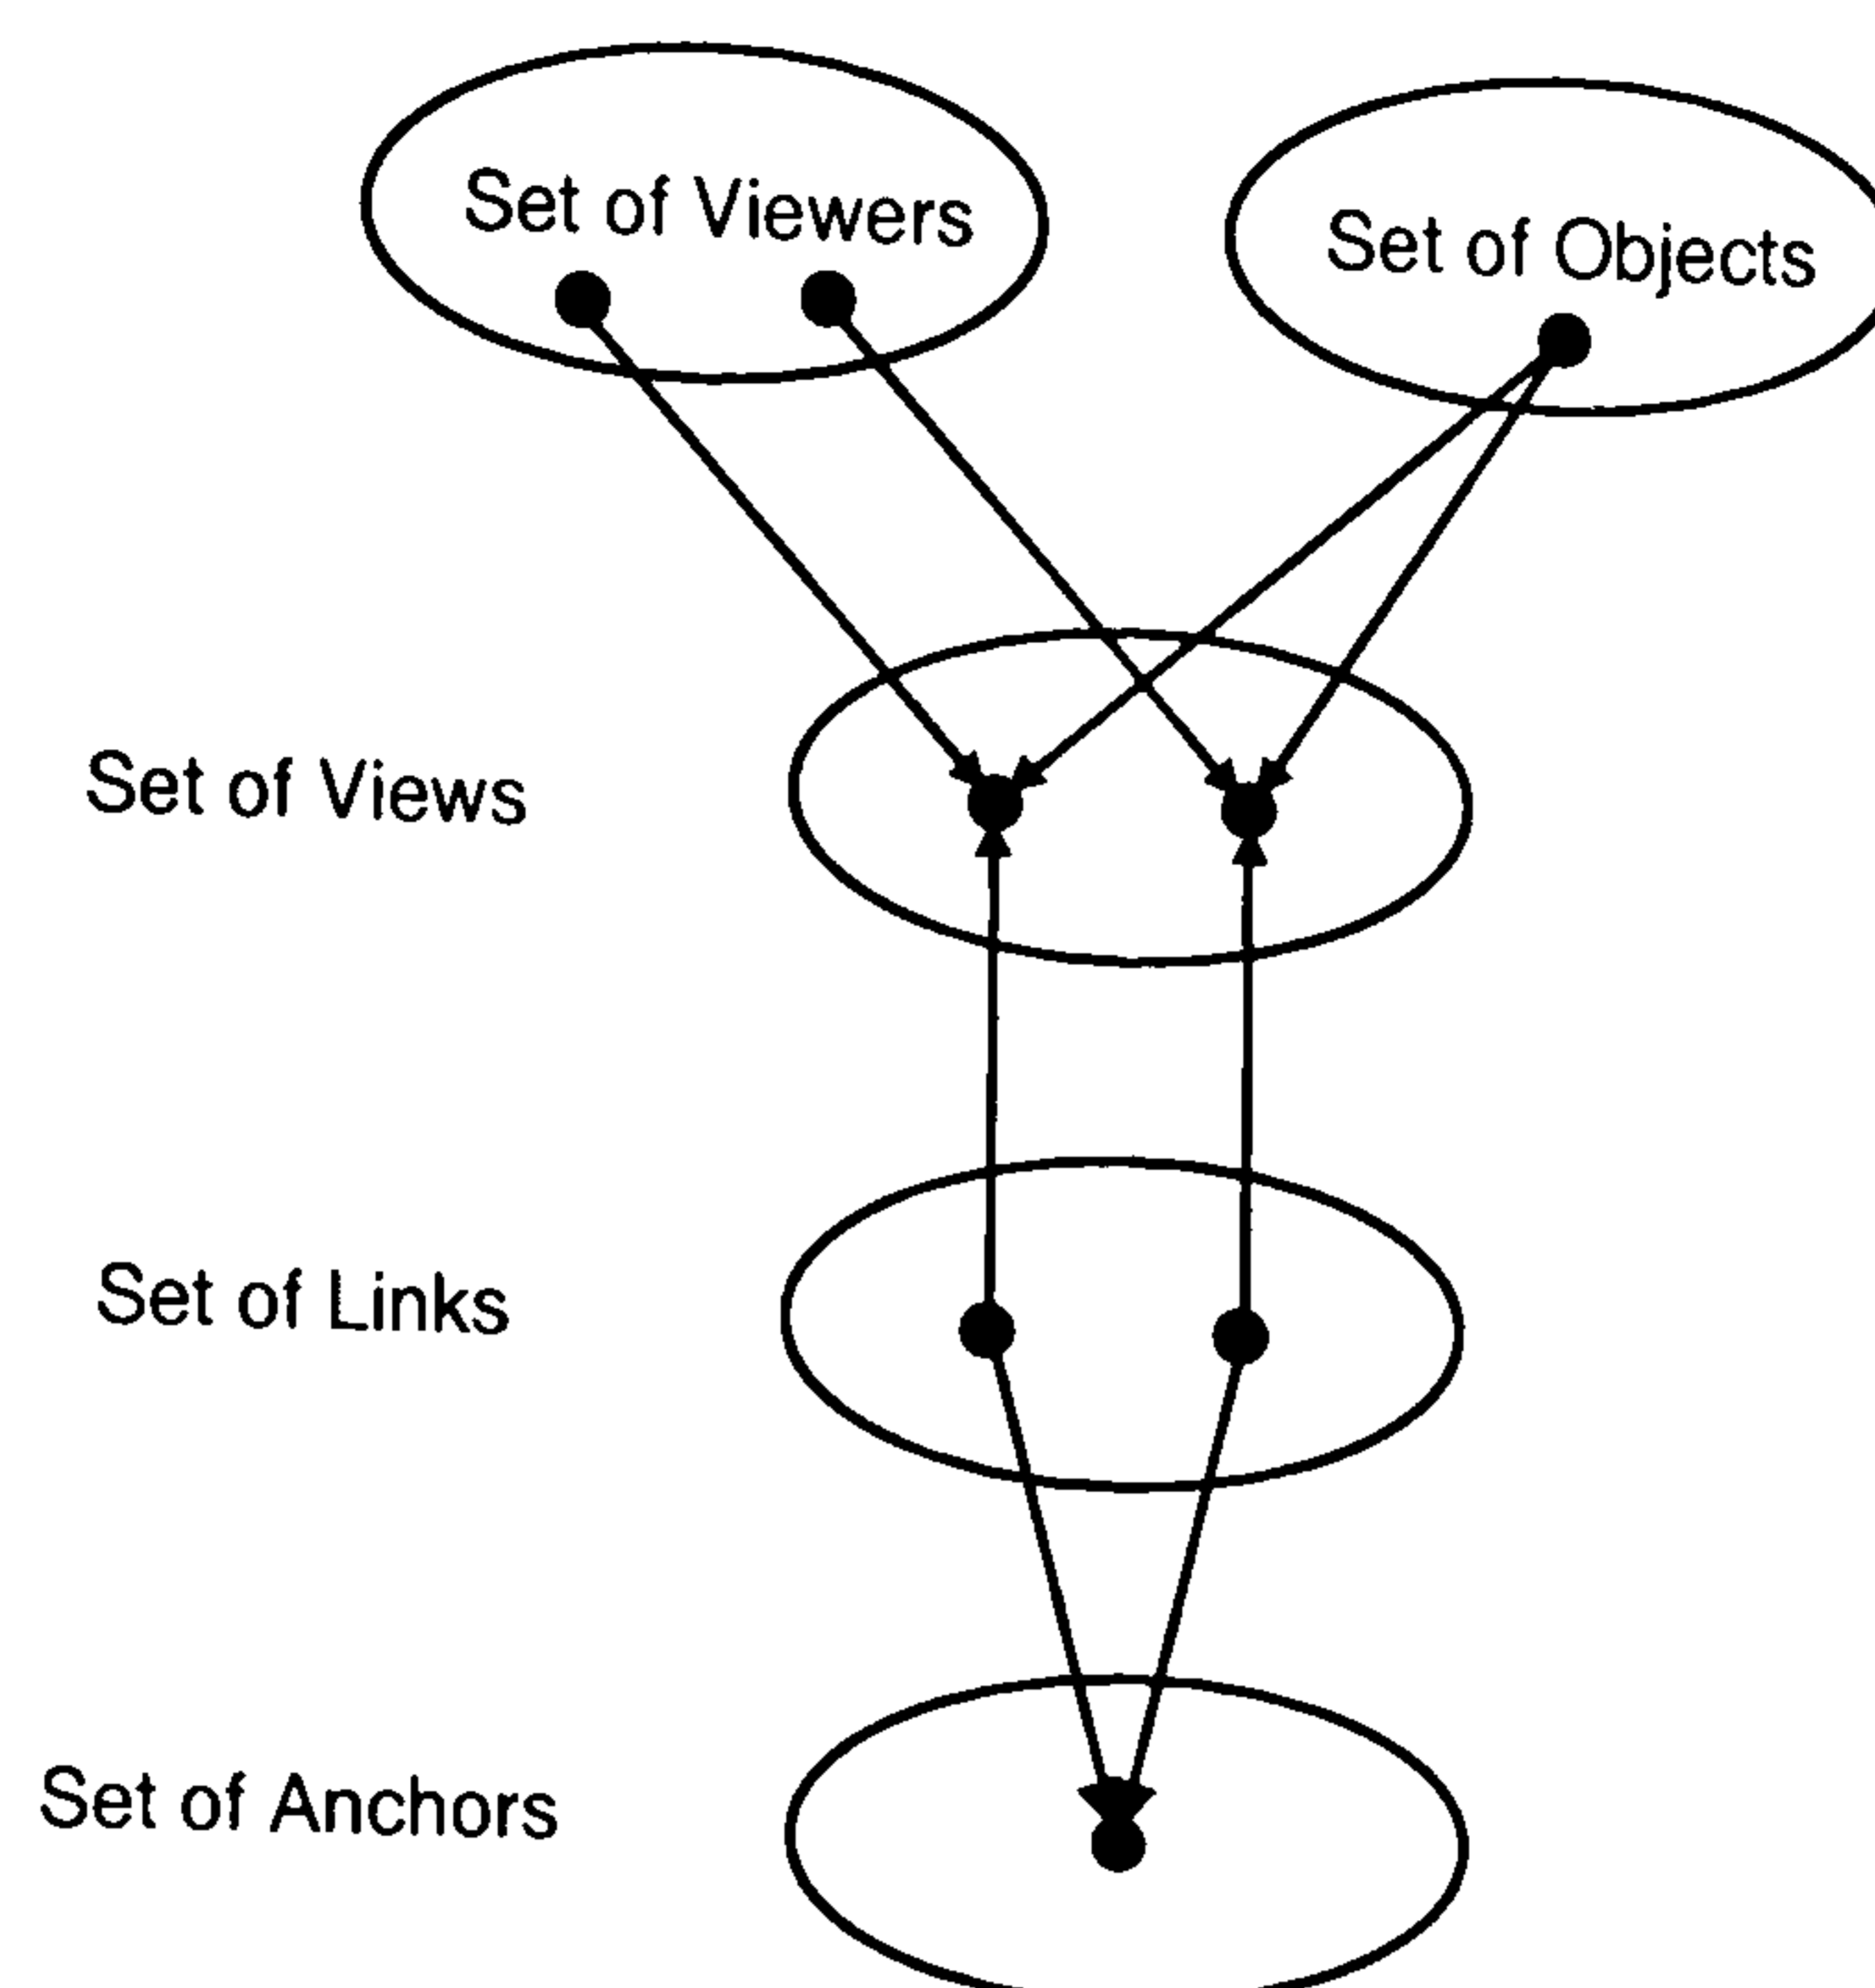 Set of Viewers
Set of Objects
Set of Views
Set of Links
Set of Anchors